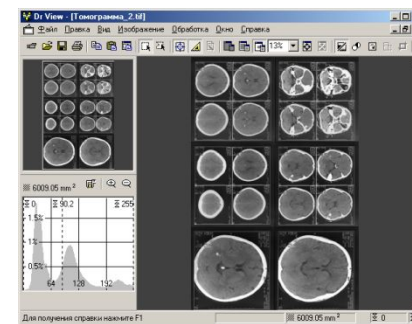 Dr View - [Томограмма_2.tif]
Файл Правка Вид Изображение Обработка Окно Справка
13%
6009.05 mm²
0 90.2 255
1.5%
1%
0.5%
64 128 192
Для получения справки нажмите F1 6009.05 mm² 0